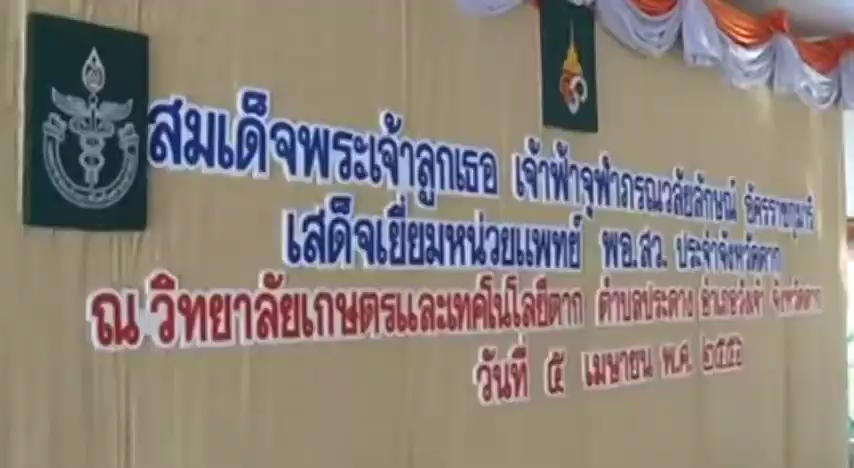 สมเด็จพระเจ้าลูกเธอ เจ้าฟ้าจุฬาภรณวลัยลักษณ์ อัครราชกุมารี
เสด็จเยี่ยมหน่วยแพทย์ พอ.สว. ประจำจังหวัดตาก
ณ วิทยาลัยเกษตรและเทคโนโลยีตาก ตำบลประดาง อำเภอวังเจ้า จังหวัดตาก
วันที่ ๕ เมษายน พ.ศ. ๒๕๕๖